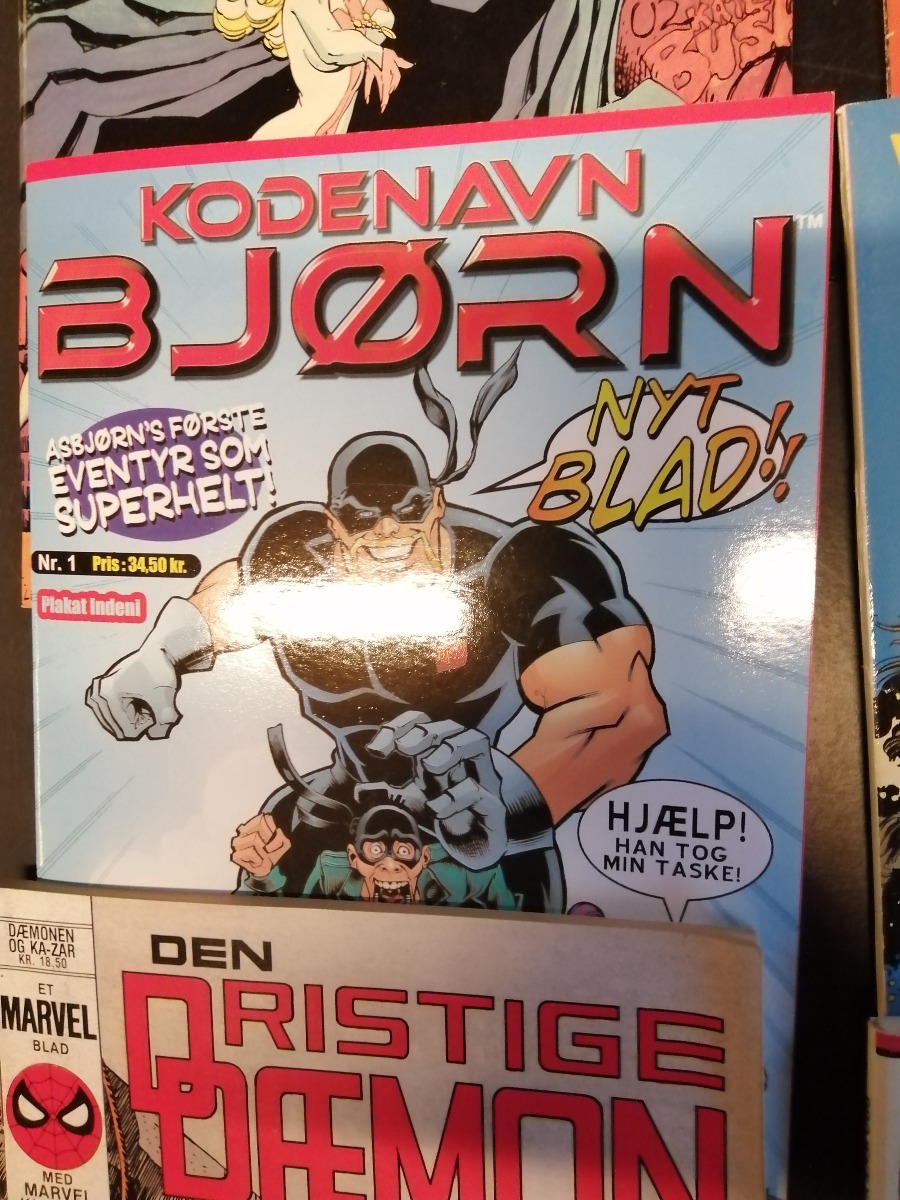 KODENAVN
BJØRN™
ASBJØRN'S FØRSTE
EVENTYR SOM
SUPERHELT!
NYT
BLAD!!
Nr. 1 Pris: 34,50 kr.
Plakat Indeni
HJÆLP!
HAN TOG
MIN TASKE!
DÆMONEN
OG KA-ZAR
KR. 18.50
ET
MARVEL
BLAD
MED
MARVEL
DEN
DRISTIGE
DÆMON